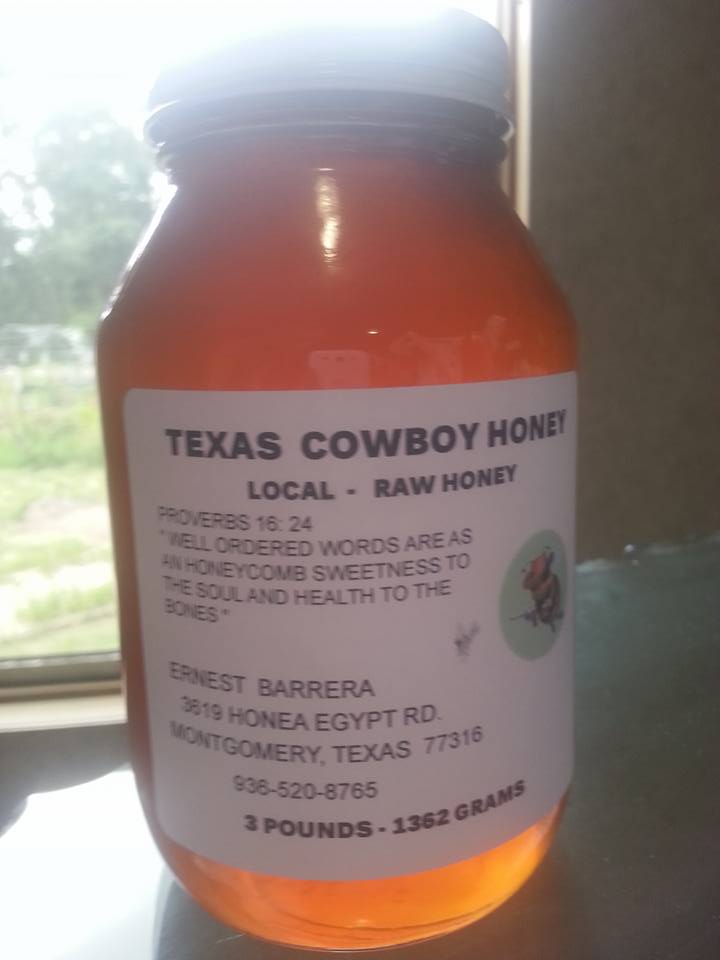 TEXAS COWBOY HONEY
LOCAL - RAW HONEY
PROVERBS 16: 24
"WELL ORDERED WORDS ARE AS
AN HONEYCOMB SWEETNESS TO
THE SOUL AND HEALTH TO THE
BONES"
ERNEST BARRERA
3619 HONEA EGYPT RD.
MONTGOMERY, TEXAS 77316
936-520-8765
3 POUNDS - 1362 GRAMS